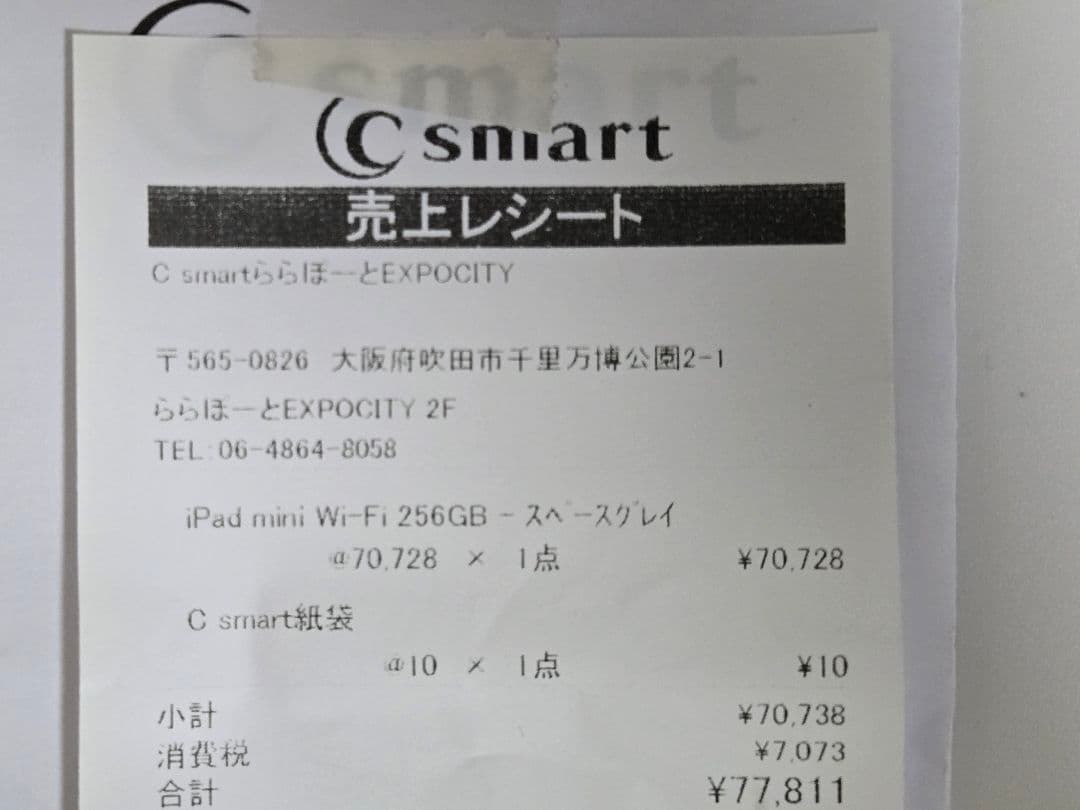 C smart
C smart
売上レシート
C smartららぽーとEXPOCITY
〒565-0826 大阪府吹田市千里万博公園2-1
ららぽーとEXPOCITY 2F
TEL:06-4864-8058
iPad mini Wi-Fi 256GB - スペースグレイ
@70,728 × 1点 ¥70,728
C smart紙袋
@10 × 1点 ¥10
小計 ¥70,738
消費税 ¥7,073
合計 ¥77,811